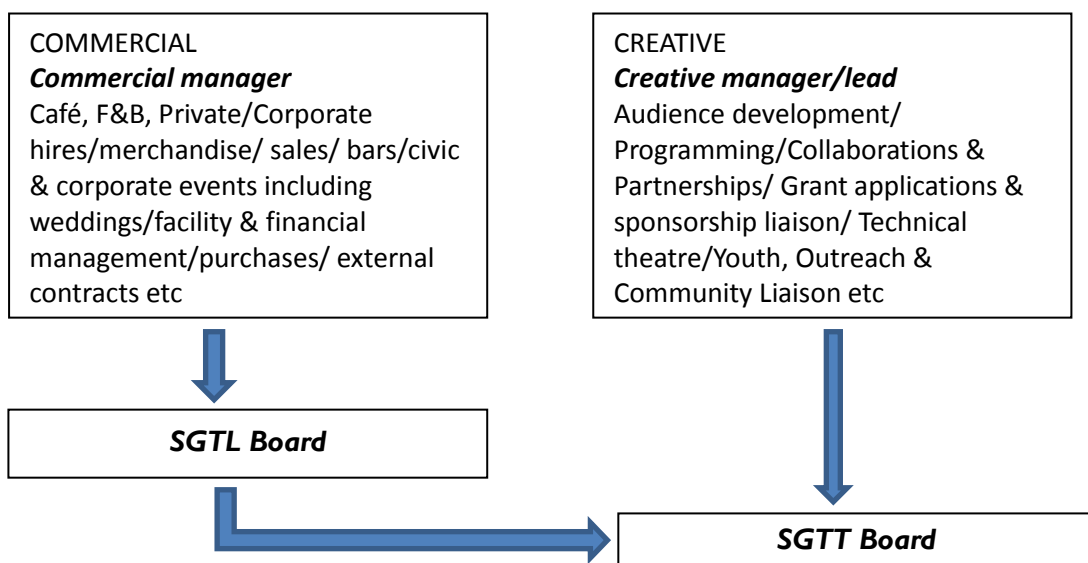 COMMERCIAL
Commercial manager
Café, F&B, Private/Corporate
hires/merchandise/ sales/ bars/civic
& corporate events including
weddings/facility & financial
management/purchases/ external
contracts etc
CREATIVE
Creative manager/lead
Audience development/
Programming/Collaborations &
Partnerships/ Grant applications &
sponsorship liaison/ Technical
theatre/Youth, Outreach &
Community Liaison etc
SGTL Board
SGTT Board